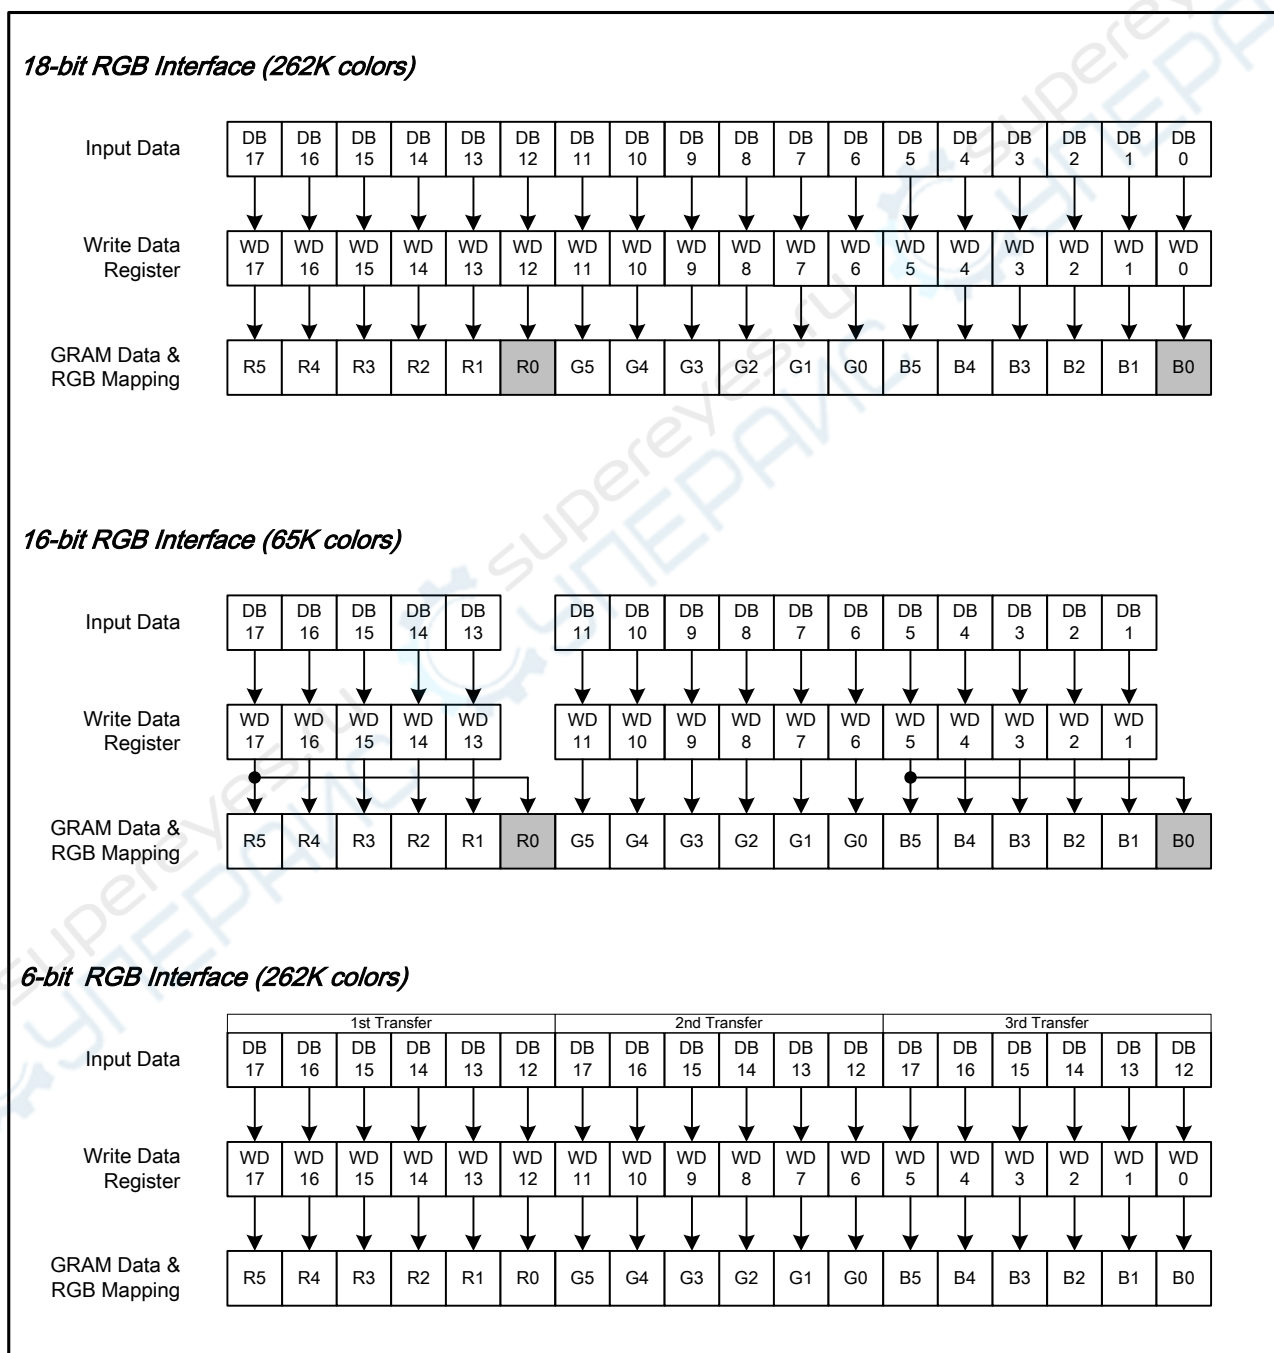 18-bit RGB Interface (262K colors)
Input Data
DB 17 DB 16 DB 15 DB 14 DB 13 DB 12 DB 11 DB 10 DB 9 DB 8 DB 7 DB 6 DB 5 DB 4 DB 3 DB 2 DB 1 DB 0
Write Data
Register
WD 17 WD 16 WD 15 WD 14 WD 13 WD 12 WD 11 WD 10 WD 9 WD 8 WD 7 WD 6 WD 5 WD 4 WD 3 WD 2 WD 1 WD 0
GRAM Data &
RGB Mapping
R5 R4 R3 R2 R1 R0 G5 G4 G3 G2 G1 G0 B5 B4 B3 B2 B1 B0
16-bit RGB Interface (65K colors)
Input Data
DB 17 DB 16 DB 15 DB 14 DB 13 DB 11 DB 10 DB 9 DB 8 DB 7 DB 6 DB 5 DB 4 DB 3 DB 2 DB 1
Write Data
Register
WD 17 WD 16 WD 15 WD 14 WD 13 WD 11 WD 10 WD 9 WD 8 WD 7 WD 6 WD 5 WD 4 WD 3 WD 2 WD 1
GRAM Data &
RGB Mapping
R5 R4 R3 R2 R1 R0 G5 G4 G3 G2 G1 G0 B5 B4 B3 B2 B1 B0
6-bit RGB Interface (262K colors)
1st Transfer 2nd Transfer 3rd Transfer
Input Data
DB 17 DB 16 DB 15 DB 14 DB 13 DB 12 DB 17 DB 16 DB 15 DB 14 DB 13 DB 12 DB 17 DB 16 DB 15 DB 14 DB 13 DB 12
Write Data
Register
WD 17 WD 16 WD 15 WD 14 WD 13 WD 12 WD 11 WD 10 WD 9 WD 8 WD 7 WD 6 WD 5 WD 4 WD 3 WD 2 WD 1 WD 0
GRAM Data &
RGB Mapping
R5 R4 R3 R2 R1 R0 G5 G4 G3 G2 G1 G0 B5 B4 B3 B2 B1 B0
supereyes.ru
СУПЕРАЙС